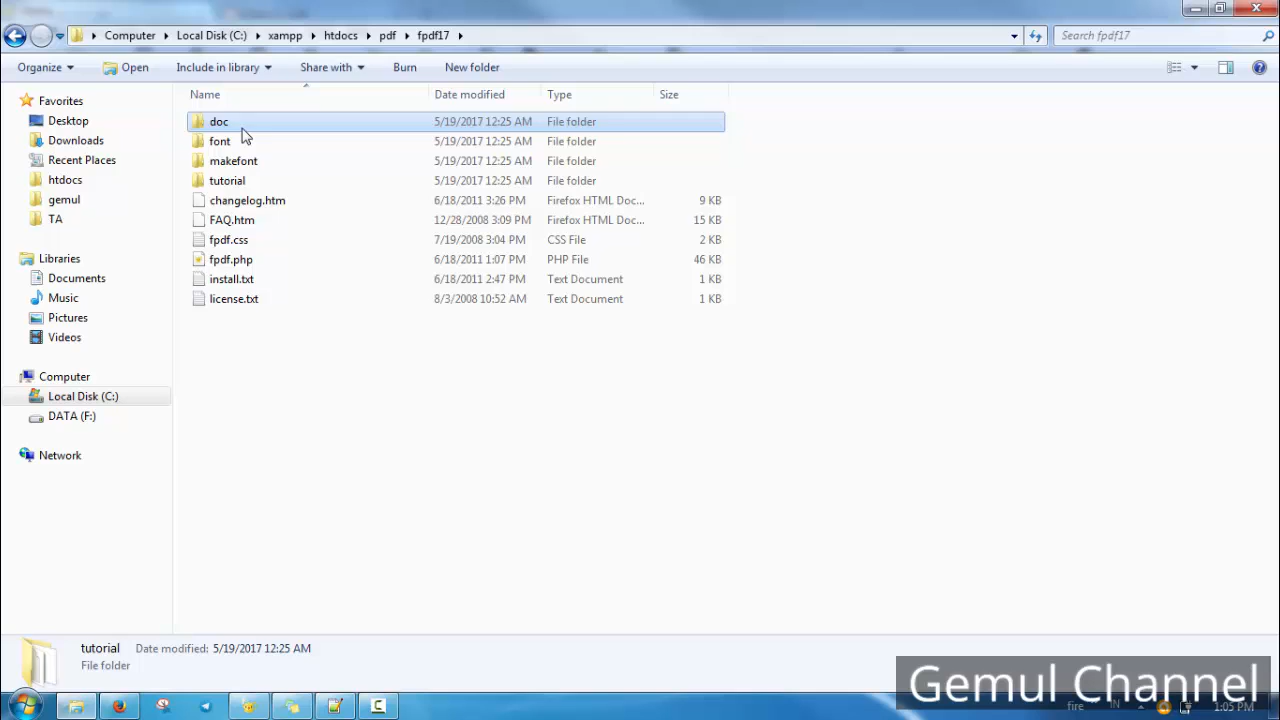 Computer Local Disk (C:) xampp htdocs pdf fpdf17 Search fpdf17
Organize Open Include in library Share with Burn New folder
Name Date modified Type Size
Favorites
Desktop
Downloads
Recent Places
htdocs
gemul
TA
Libraries
Documents
Music
Pictures
Videos
Computer
Local Disk (C:)
DATA (F:)
Network
doc 5/19/2017 12:25 AM File folder
font 5/19/2017 12:25 AM File folder
makefont 5/19/2017 12:25 AM File folder
tutorial 5/19/2017 12:25 AM File folder
changelog.htm 6/18/2011 3:26 PM Firefox HTML Doc... 9 KB
FAQ.htm 12/28/2008 3:09 PM Firefox HTML Doc... 15 KB
fpdf.css 7/19/2008 3:04 PM CSS File 2 KB
fpdf.php 6/18/2011 1:07 PM PHP File 46 KB
install.txt 6/18/2011 2:47 PM Text Document 1 KB
license.txt 8/3/2008 10:52 AM Text Document 1 KB
tutorial Date modified: 5/19/2017 12:25 AM
File folder
Gemul Channel
fire IN 1:05 PM